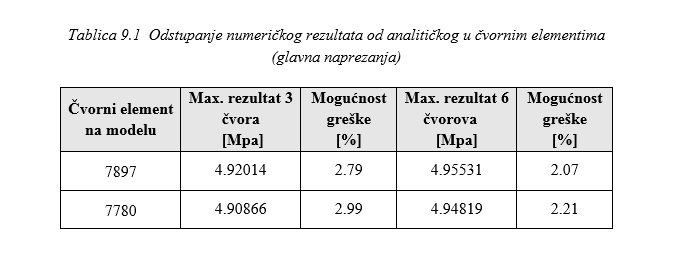 Tablica 9.1 Odstupanje numeričkog rezultata od analitičkog u čvornim elementima
(glavna naprezanja)
Čvorni element na modelu | Max. rezultat 3 čvora [Mpa] | Mogućnost greške [%] | Max. rezultat 6 čvorova [Mpa] | Mogućnost greške [%]
7897 | 4.92014 | 2.79 | 4.95531 | 2.07
7780 | 4.90866 | 2.99 | 4.94819 | 2.21